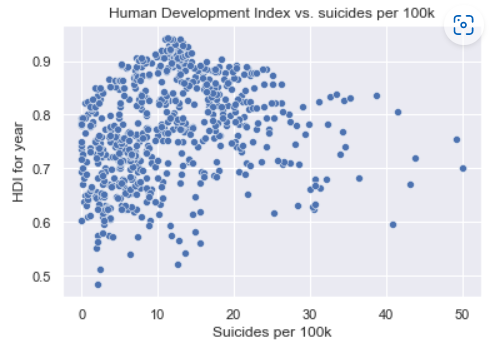 Human Development Index vs. suicides per 100k
HDI for year
0.9
0.8
0.7
0.6
0.5
0 10 20 30 40 50
Suicides per 100k